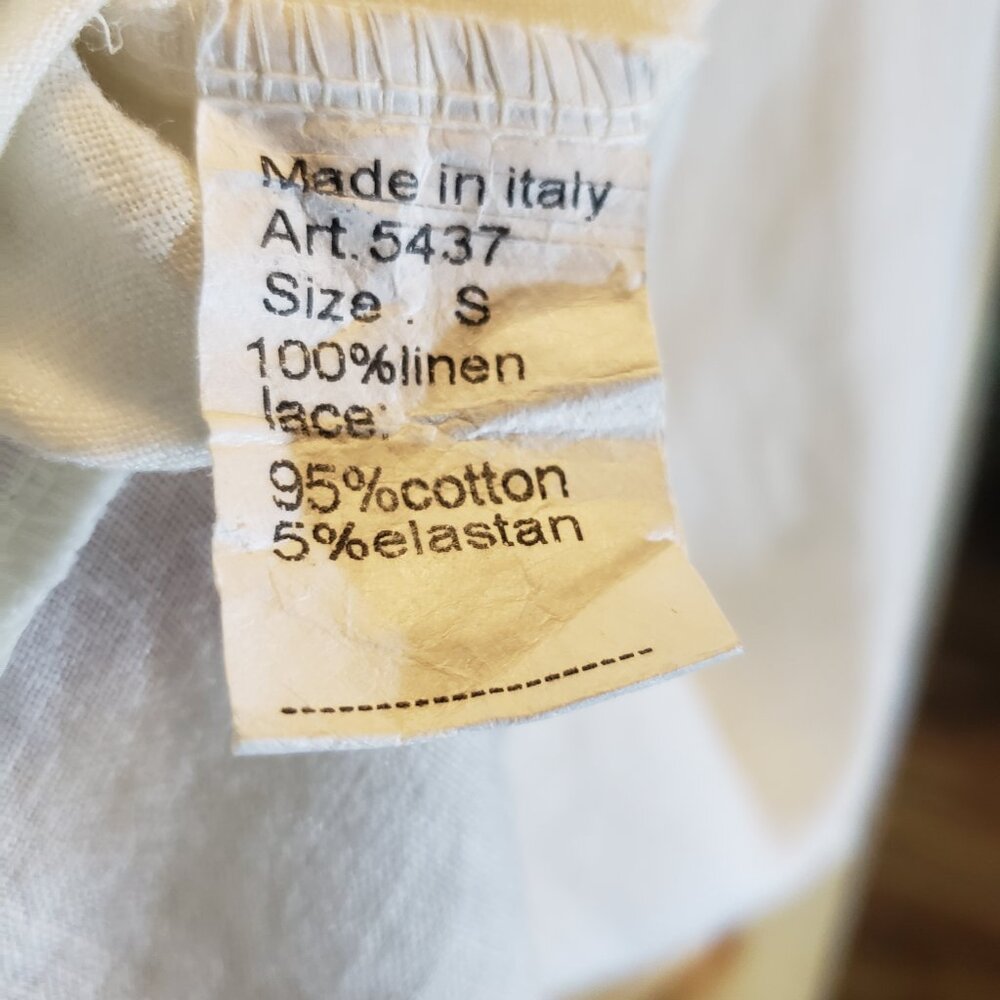 Made in italy
Art.5437
Size . S
100%linen
lace:
95%cotton
5%elastan